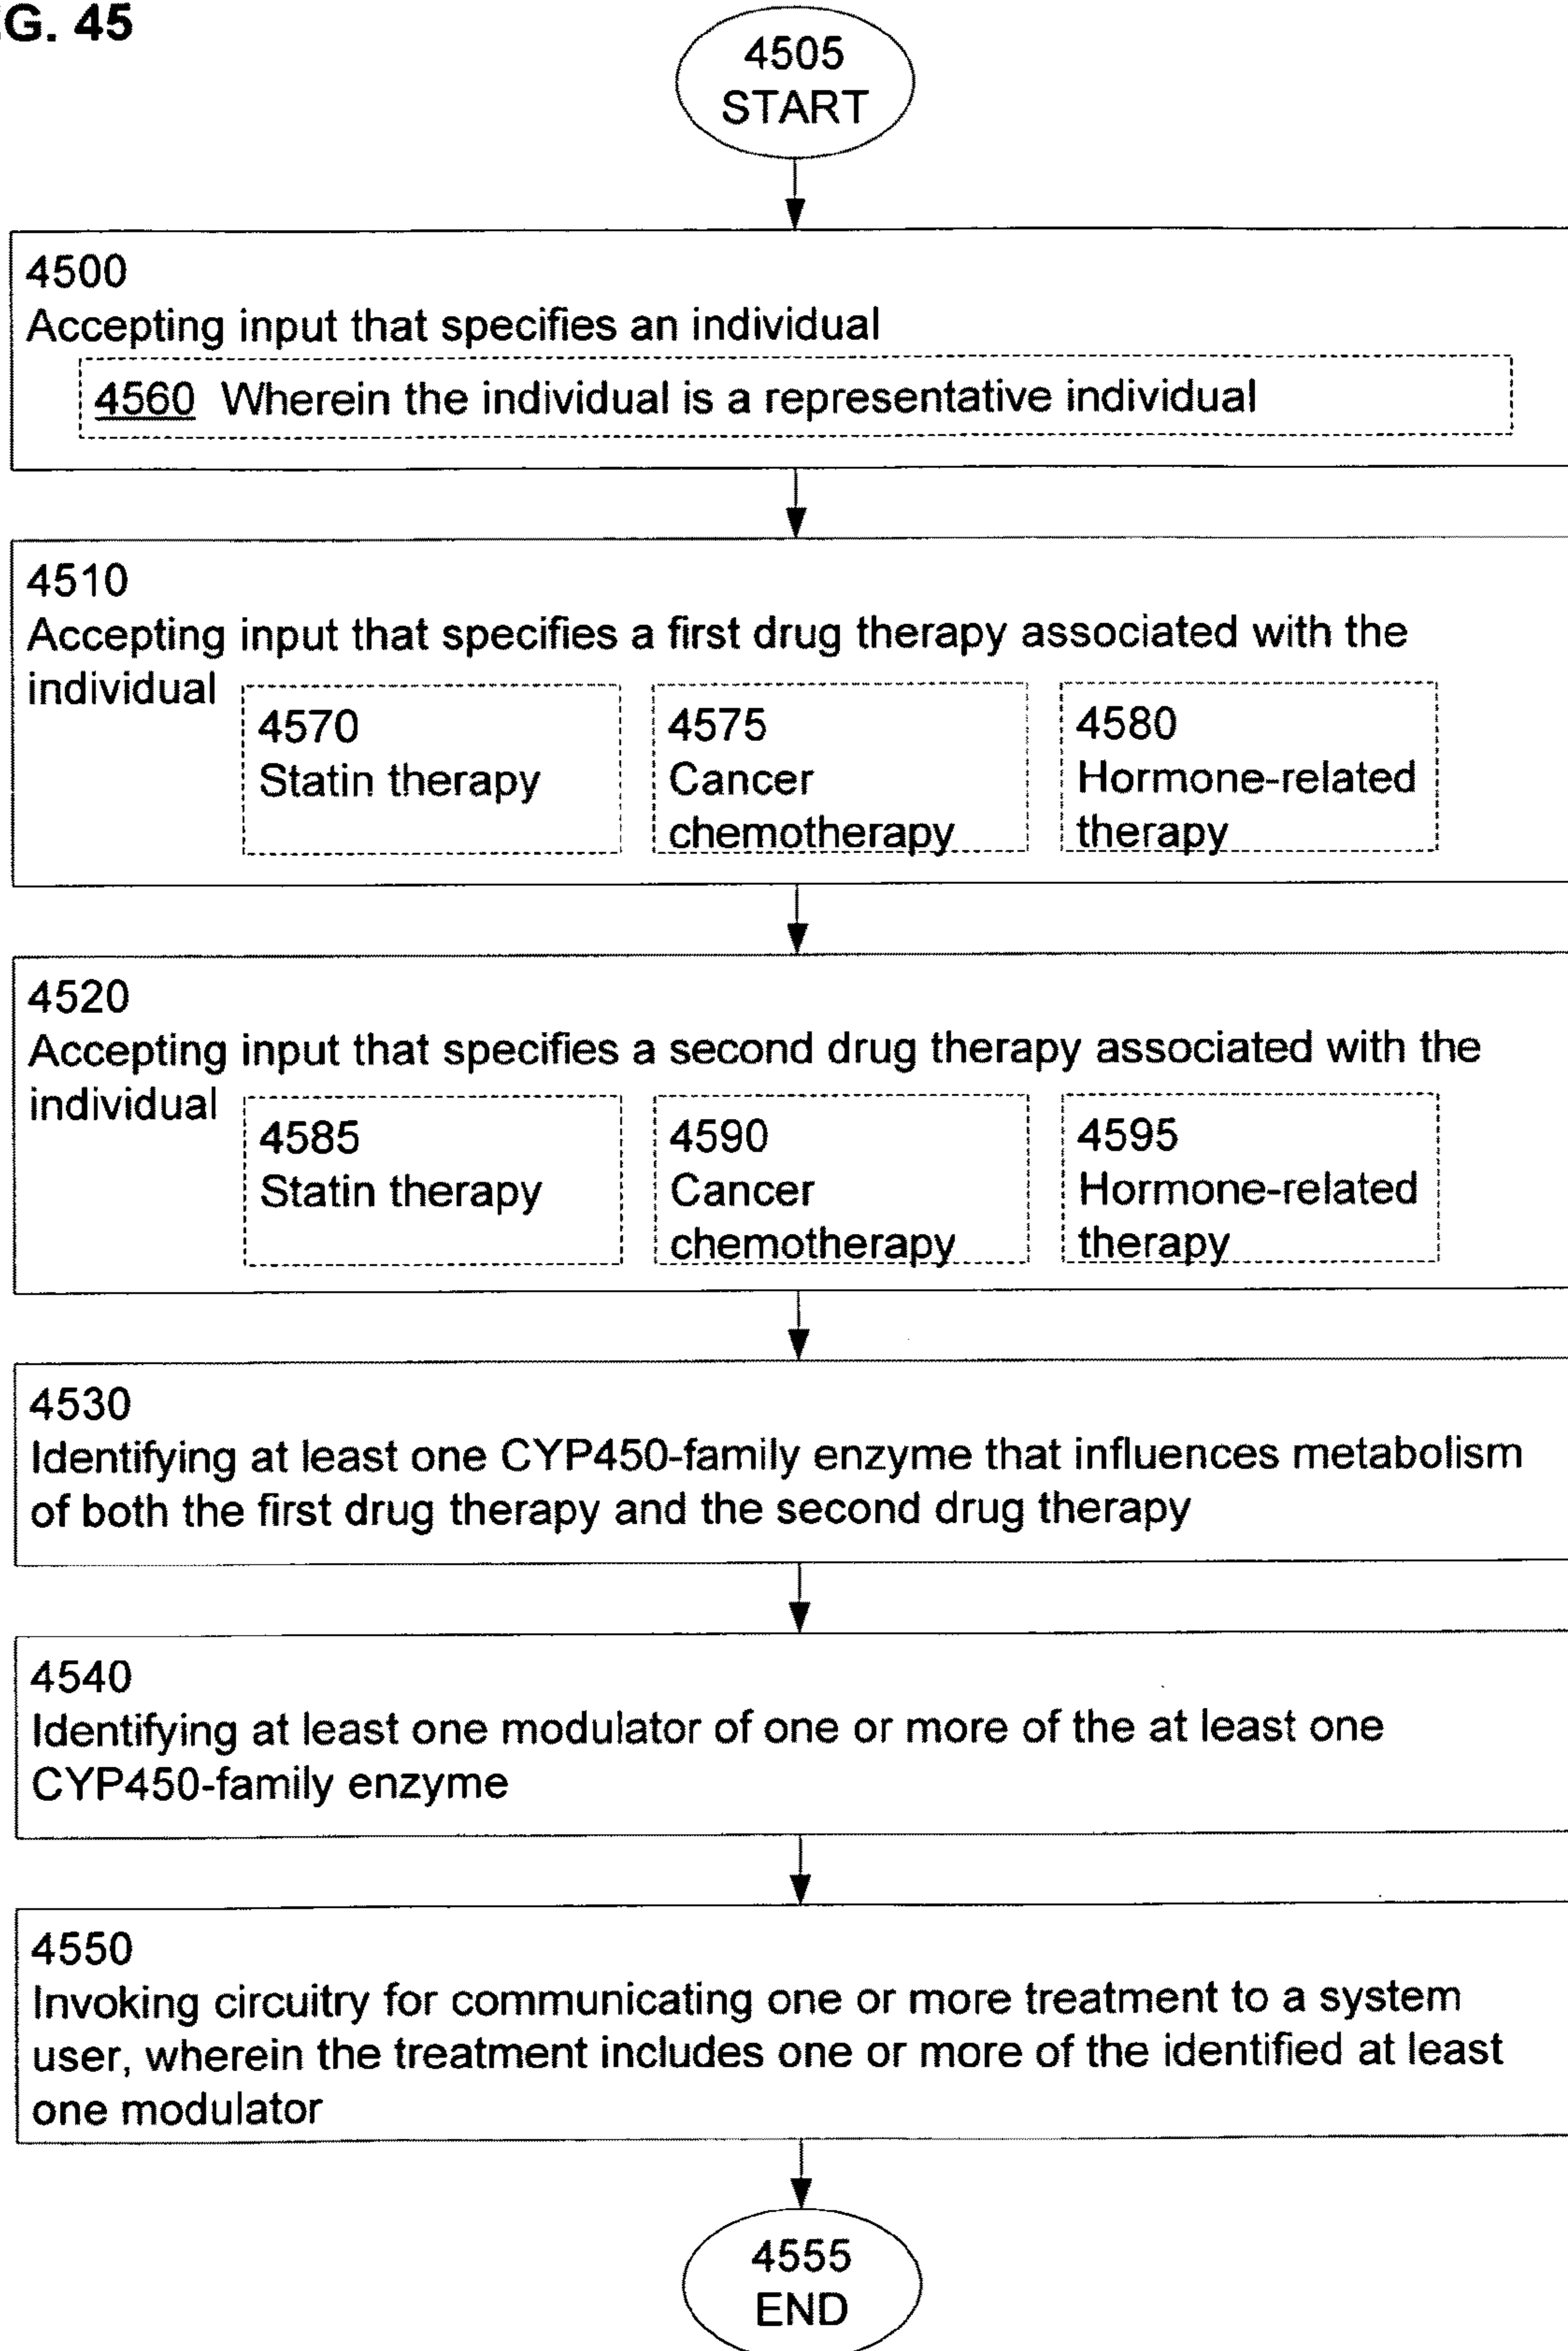 G. 45
4505
START
4500
Accepting input that specifies an individual
4560 Wherein the individual is a representative individual
4510
Accepting input that specifies a first drug therapy associated with the
individual
4570
Statin therapy
4575
Cancer
chemotherapy
4580
Hormone-related
therapy
4520
Accepting input that specifies a second drug therapy associated with the
individual
4585
Statin therapy
4590
Cancer
chemotherapy
4595
Hormone-related
therapy
4530
Identifying at least one CYP450-family enzyme that influences metabolism
of both the first drug therapy and the second drug therapy
4540
Identifying at least one modulator of one or more of the at least one
CYP450-family enzyme
4550
Invoking circuitry for communicating one or more treatment to a system
user, wherein the treatment includes one or more of the identified at least
one modulator
4555
END